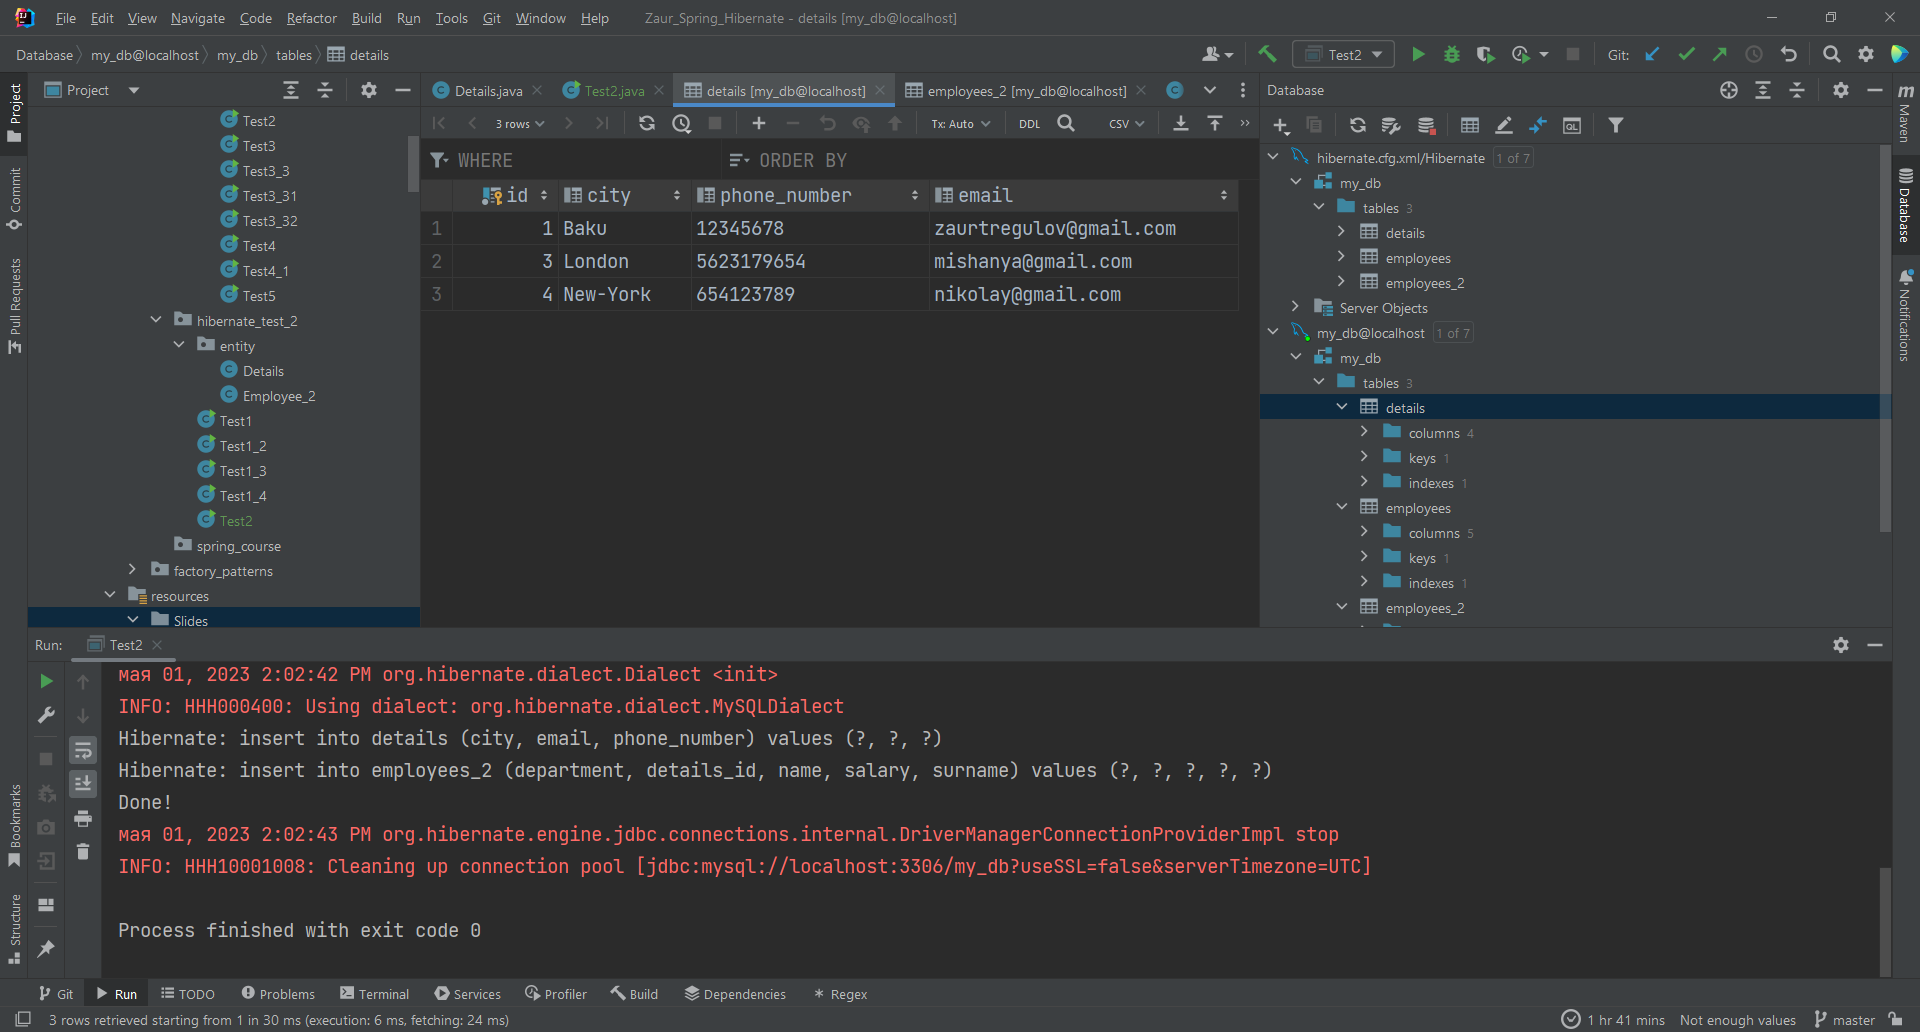 File Edit View Navigate Code Refactor Build Run Tools Git Window Help Zaur_Spring_Hibernate - details [my_db@localhost]
Database my_db@localhost my_db tables details Test2 Git:
Project
Details.java Test2.java details [my_db@localhost] employees_2 [my_db@localhost]
Database
3 rows Tx: Auto DDL CSV
WHERE ORDER BY
id city phone_number email
1 1 Baku 12345678 zaurtregulov@gmail.com
2 3 London 5623179654 mishanya@gmail.com
3 4 New-York 654123789 nikolay@gmail.com
Test2
Test3
Test3_3
Test3_31
Test3_32
Test4
Test4_1
Test5
hibernate_test_2
entity
Details
Employee_2
Test1
Test1_2
Test1_3
Test1_4
Test2
spring_course
factory_patterns
resources
Slides
hibernate.cfg.xml/Hibernate 1 of 7
my_db
tables 3
details
employees
employees_2
Server Objects
my_db@localhost 1 of 7
my_db
tables 3
details
columns 4
keys 1
indexes 1
employees
columns 5
keys 1
indexes 1
employees_2
Project
Commit
Pull Requests
Bookmarks
Structure
Maven
Database
Notifications
Run: Test2
мая 01, 2023 2:02:42 PM org.hibernate.dialect.Dialect <init>
INFO: HHH000400: Using dialect: org.hibernate.dialect.MySQLDialect
Hibernate: insert into details (city, email, phone_number) values (?, ?, ?)
Hibernate: insert into employees_2 (department, details_id, name, salary, surname) values (?, ?, ?, ?, ?)
Done!
мая 01, 2023 2:02:43 PM org.hibernate.engine.jdbc.connections.internal.DriverManagerConnectionProviderImpl stop
INFO: HHH10001008: Cleaning up connection pool [jdbc:mysql://localhost:3306/my_db?useSSL=false&serverTimezone=UTC]
Process finished with exit code 0
Git Run TODO Problems Terminal Services Profiler Build Dependencies Regex
3 rows retrieved starting from 1 in 30 ms (execution: 6 ms, fetching: 24 ms) 1 hr 41 mins Not enough values master